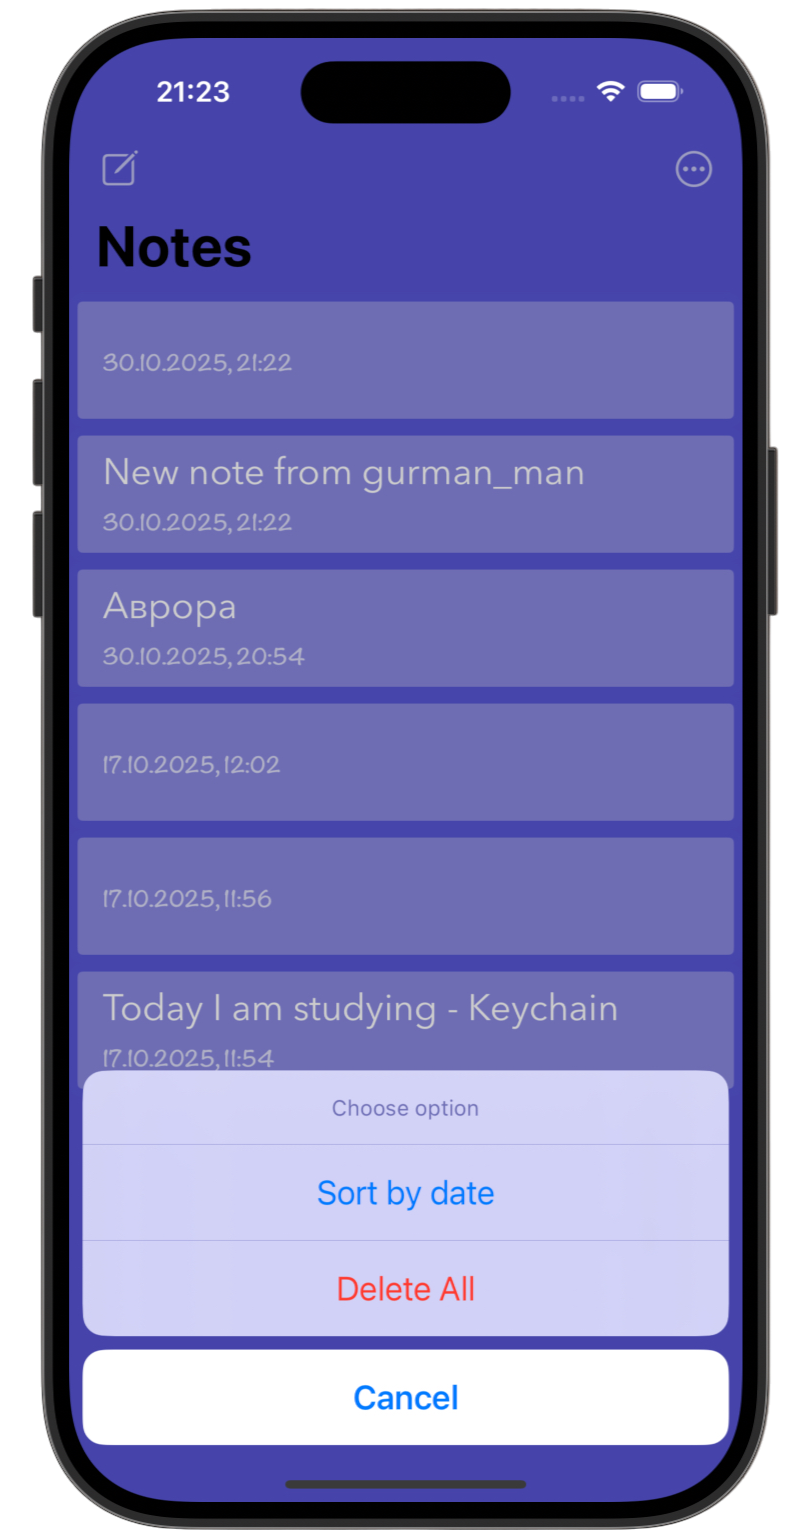 21:23
Notes
30.10.2025, 21:22
New note from gurman_man
30.10.2025, 21:22
Аврора
30.10.2025, 20:54
17.10.2025, 12:02
17.10.2025, 11:56
Today I am studying - Keychain
17.10.2025, 11:54
Choose option
Sort by date
Delete All
Cancel